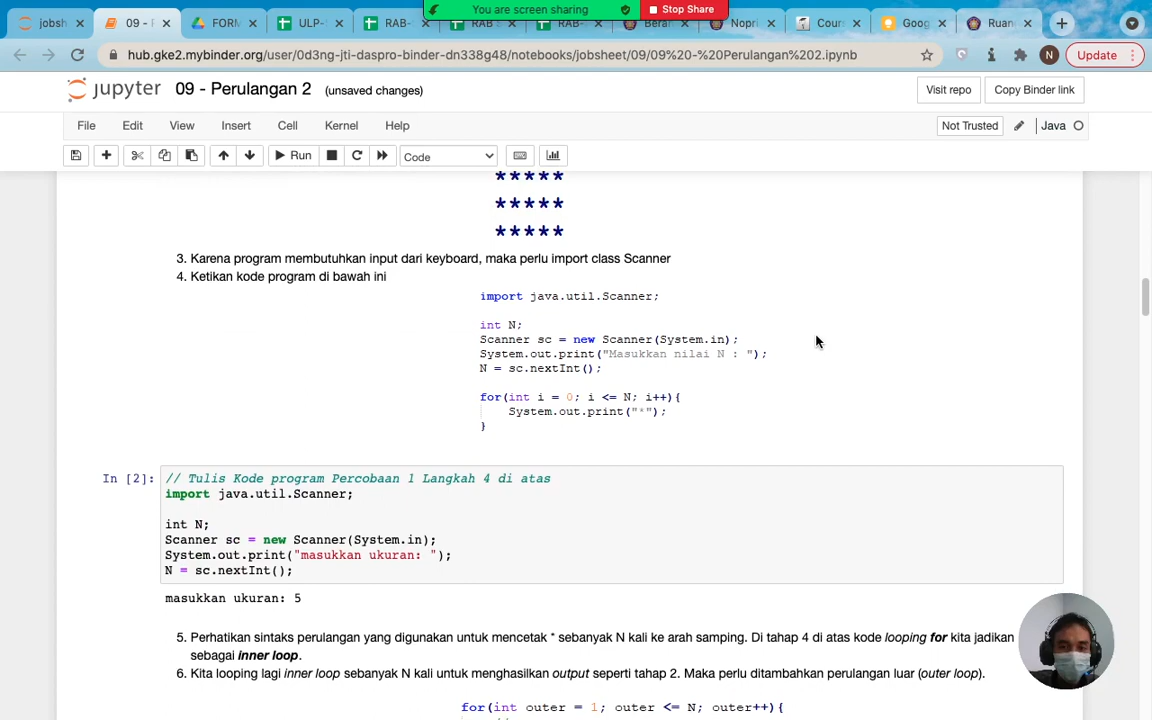 You are screen sharing
Stop Share
jobsh
09 - P
FORM
ULP-
RAB-
RAB S
RAB-
Beran
Nopri
Cours
Goog
Ruan
hub.gke2.mybinder.org/user/0d3ng-jti-daspro-binder-dn338g48/notebooks/jobsheet/09/09%20-%20Perulangan%202.ipynb
N
Update
jupyter
09 - Perulangan 2
(unsaved changes)
Visit repo
Copy Binder link
File
Edit
View
Insert
Cell
Kernel
Help
Not Trusted
Java
Run
Code
*****
*****
*****
3. Karena program membutuhkan input dari keyboard, maka perlu import class Scanner
4. Ketikan kode program di bawah ini
import java.util.Scanner;
int N;
Scanner sc = new Scanner(System.in);
System.out.print("Masukkan nilai N : ");
N = sc.nextInt();
for(int i = 0; i <= N; i++){
System.out.print("*");
}
In [2]:
// Tulis Kode program Percobaan 1 Langkah 4 di atas
import java.util.Scanner;
int N;
Scanner sc = new Scanner(System.in);
System.out.print("masukkan ukuran: ");
N = sc.nextInt();
masukkan ukuran: 5
5. Perhatikan sintaks perulangan yang digunakan untuk mencetak * sebanyak N kali ke arah samping. Di tahap 4 di atas kode looping for kita jadikan
sebagai inner loop.
6. Kita looping lagi inner loop sebanyak N kali untuk menghasilkan output seperti tahap 2. Maka perlu ditambahkan perulangan luar (outer loop).
for(int outer = 1; outer <= N; outer++){